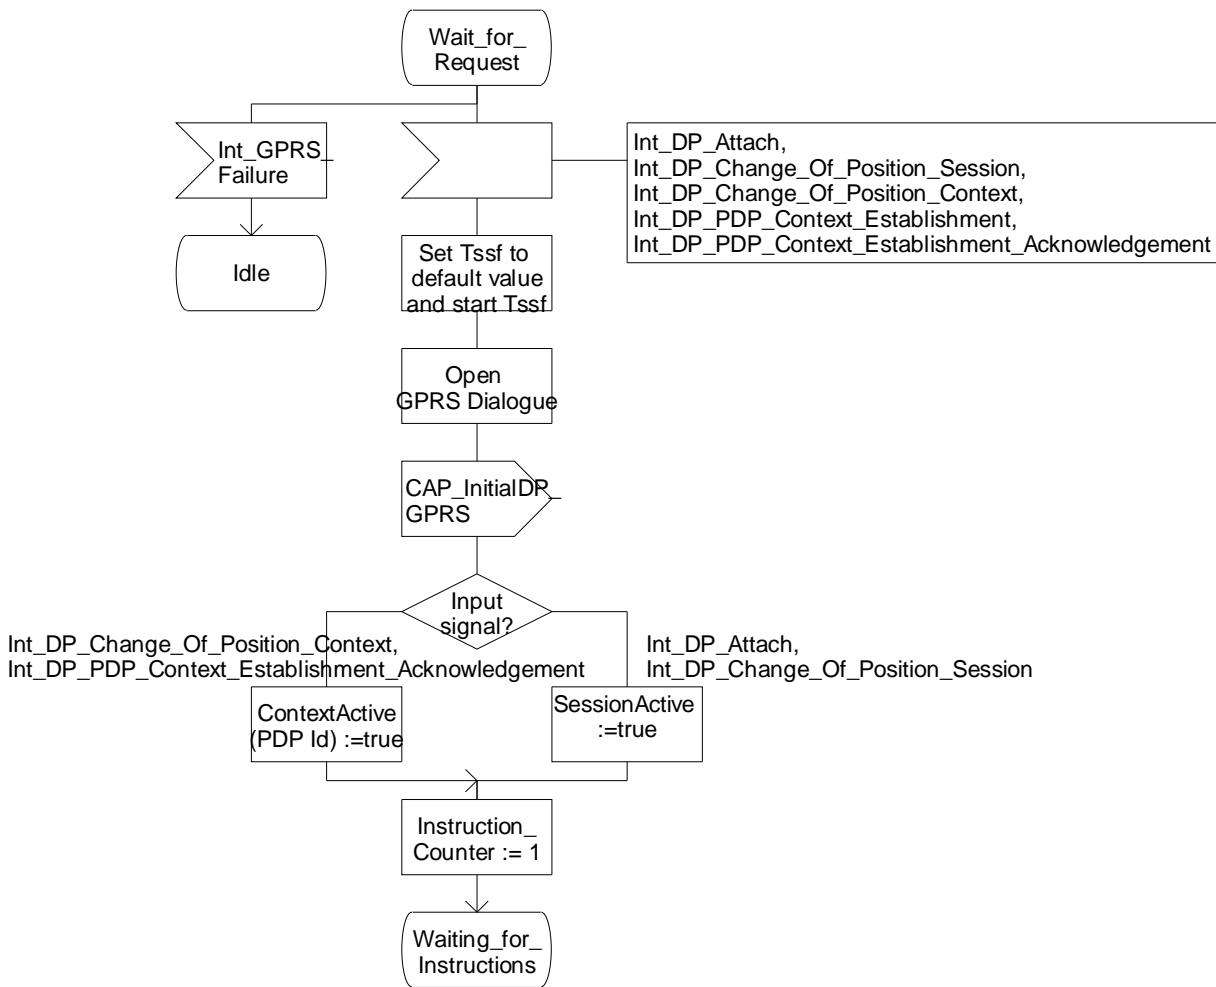 Wait_for_
Request
Int_GPRS_
Failure
Int_DP_Attach,
Int_DP_Change_Of_Position_Session,
Int_DP_Change_Of_Position_Context,
Int_DP_PDP_Context_Establishment,
Int_DP_PDP_Context_Establishment_Acknowledgement
Idle
Set Tssf to
default value
and start Tssf
Open
GPRS Dialogue
CAP_InitialDP_
GPRS
Input
signal?
Int_DP_Change_Of_Position_Context,
Int_DP_PDP_Context_Establishment_Acknowledgement
Int_DP_Attach,
Int_DP_Change_Of_Position_Session
ContextActive
(PDP Id) :=true
SessionActive
:=true
Instruction_
Counter := 1
Waiting_for_
Instructions